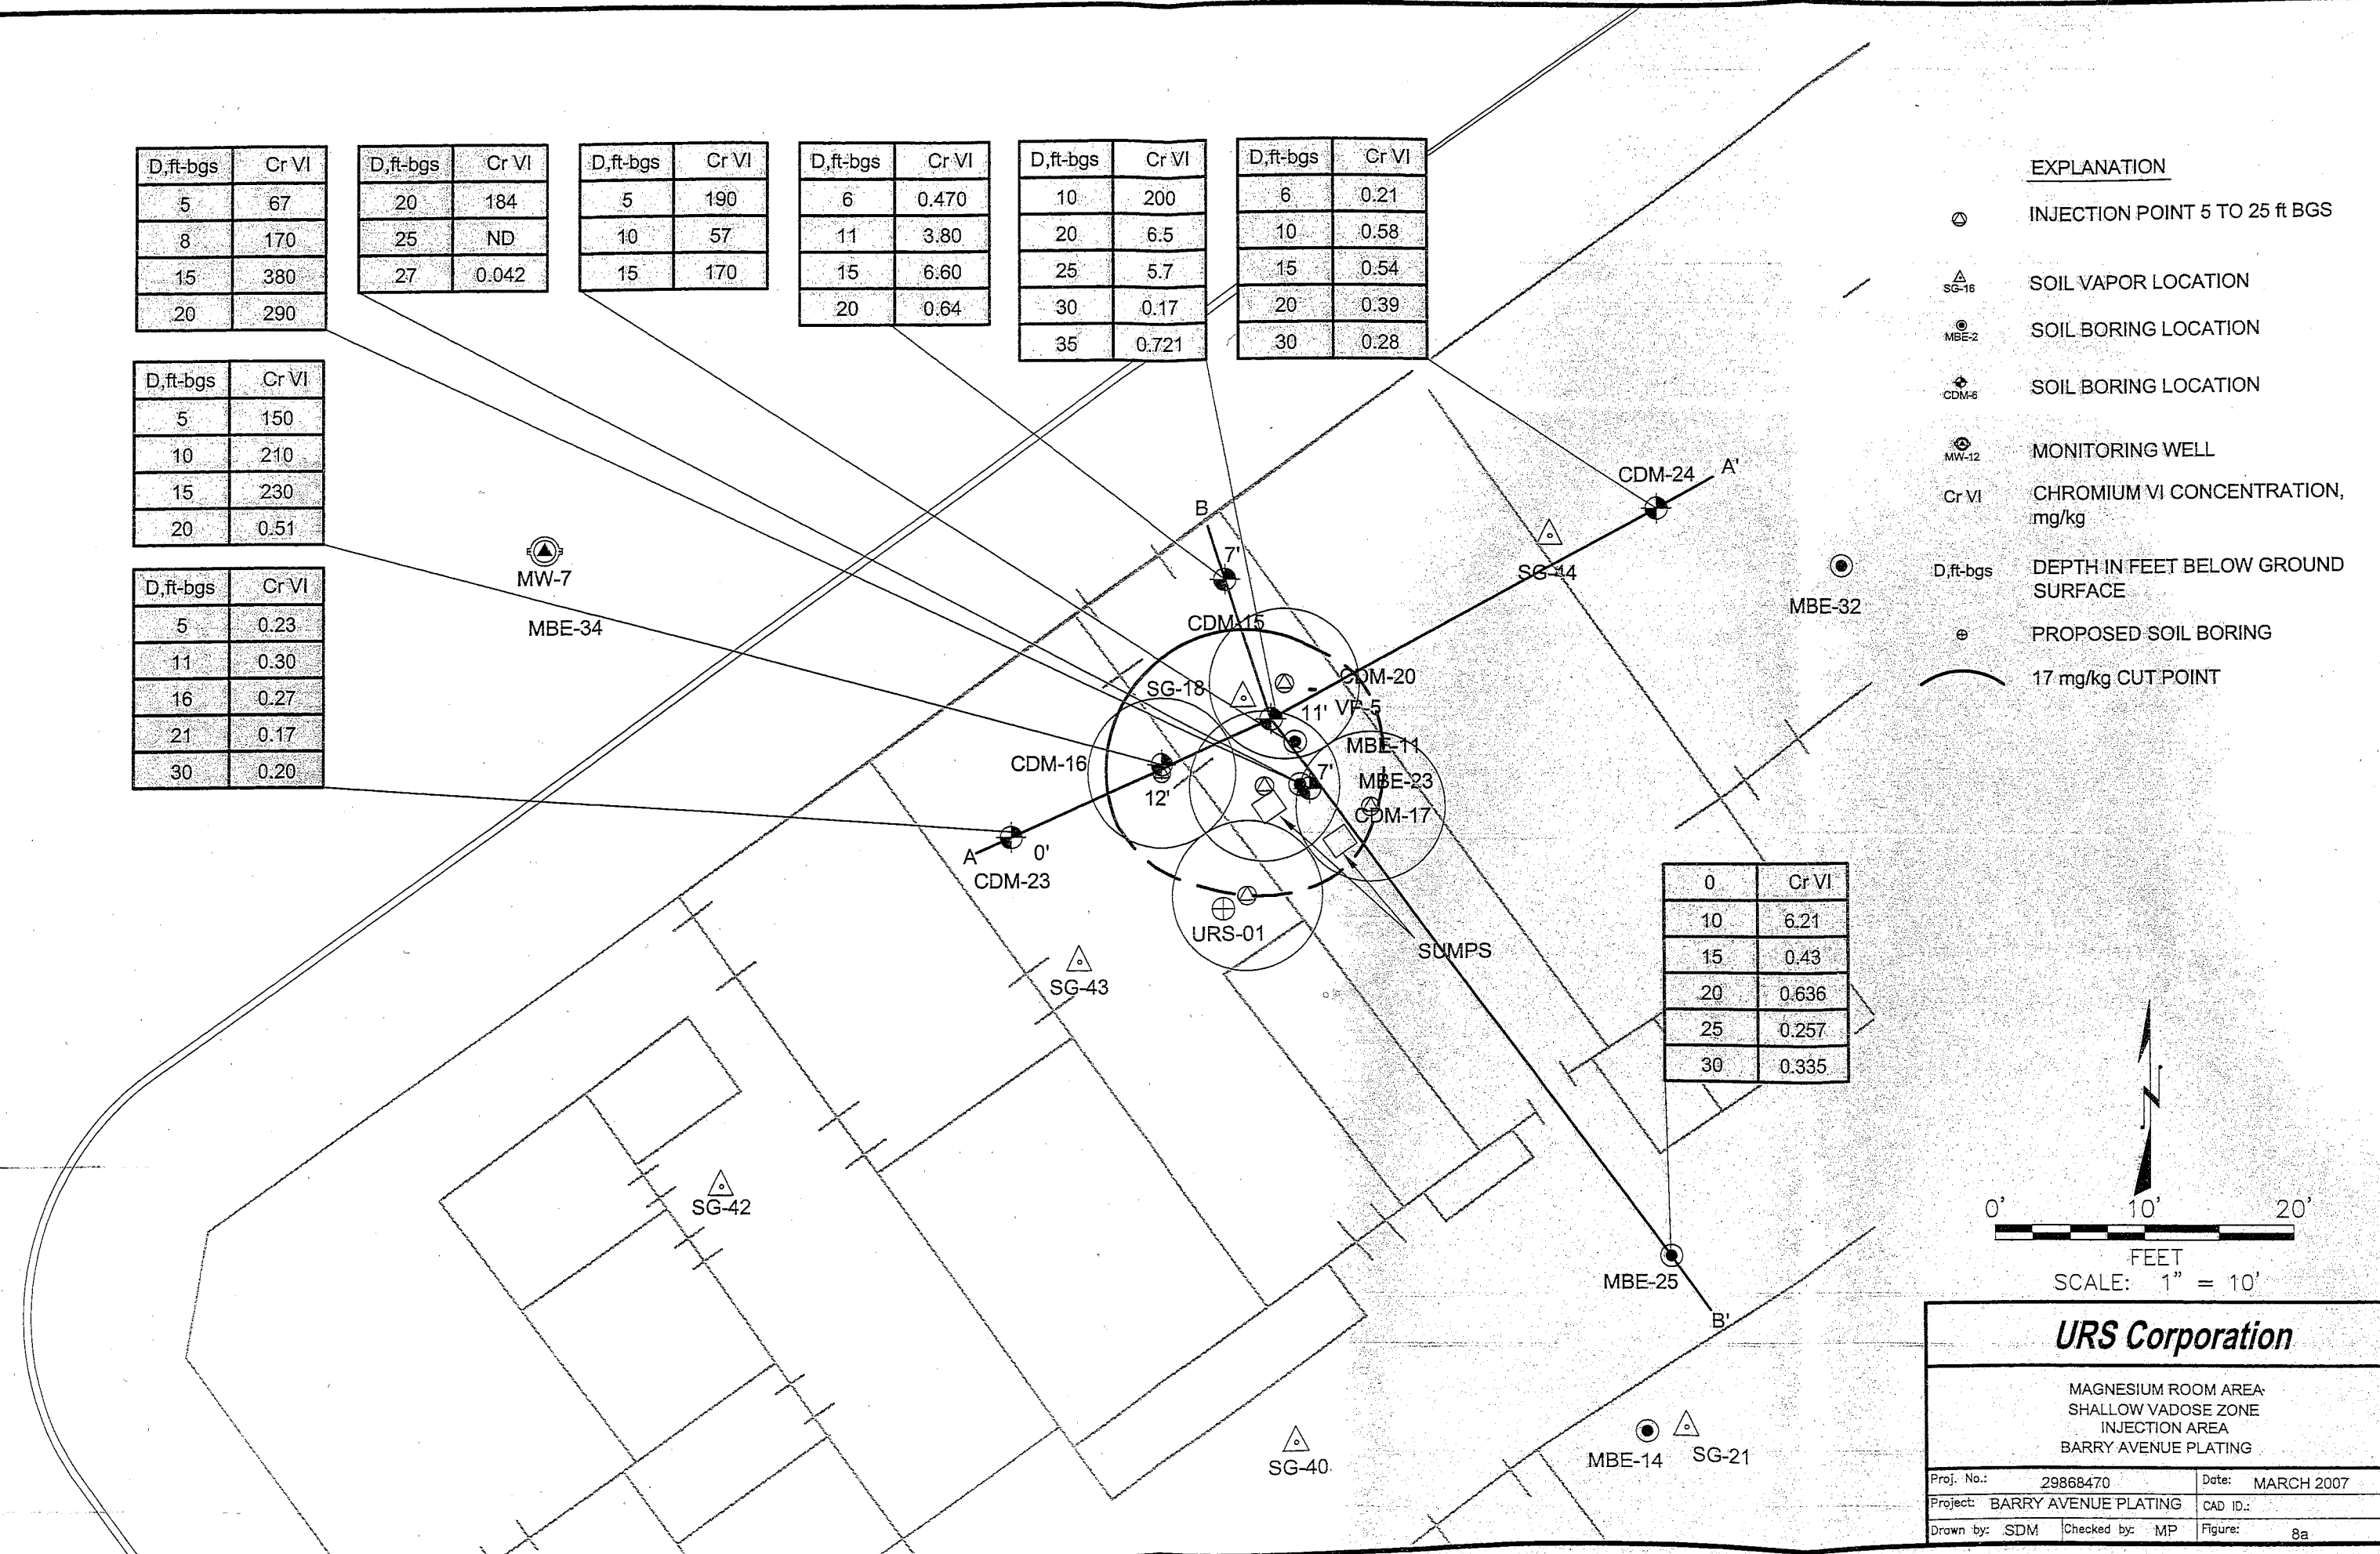 D,ft-bgs Cr VI
5 67
8 170
15 380
20 290
D,ft-bgs Cr VI
20 184
25 ND
27 0.042
D,ft-bgs Cr VI
5 190
10 57
15 170
D,ft-bgs Cr VI
6 0.470
11 3.80
15 6.60
20 0.64
D,ft-bgs Cr VI
10 200
20 6.5
25 5.7
30 0.17
35 0.721
D,ft-bgs Cr VI
6 0.21
10 0.58
15 0.54
20 0.39
30 0.28
D,ft-bgs Cr VI
5 150
10 210
15 230
20 0.51
D,ft-bgs Cr VI
5 0.23
11 0.30
16 0.27
21 0.17
30 0.20
EXPLANATION
INJECTION POINT 5 TO 25 ft BGS
SG-16 SOIL VAPOR LOCATION
MBE-2 SOIL BORING LOCATION
CDM-6 SOIL BORING LOCATION
MW-12 MONITORING WELL
Cr VI CHROMIUM VI CONCENTRATION,
mg/kg
D,ft-bgs DEPTH IN FEET BELOW GROUND
SURFACE
PROPOSED SOIL BORING
17 mg/kg CUT POINT
CDM-24 A'
B
7'
SG-44
MW-7
MBE-34
MBE-32
CDM-15
CDM-20
SG-18
11' VP-5
MBE-11
CDM-16
7'
MBE-23
12'
CDM-17
A 0'
CDM-23
URS-01
SUMPS
SG-43
0 Cr VI
10 6.21
15 0.43
20 0.636
25 0.257
30 0.335
SG-42
MBE-25
B'
SG-40
MBE-14 SG-21
N
0' 10' 20'
FEET
SCALE: 1" = 10'
URS Corporation
MAGNESIUM ROOM AREA
SHALLOW VADOSE ZONE
INJECTION AREA
BARRY AVENUE PLATING
Proj. No.: 29868470 Date: MARCH 2007
Project: BARRY AVENUE PLATING CAD ID.:
Drawn by: SDM Checked by: MP Figure: 8a